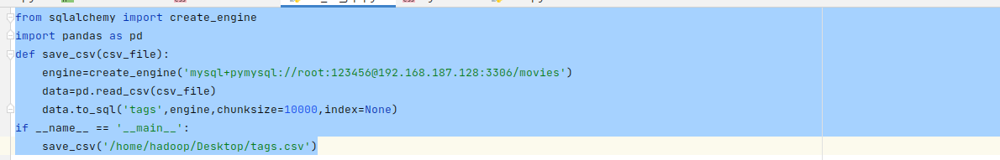 from sqlalchemy import create_engine
import pandas as pd
def save_csv(csv_file):
    engine=create_engine('mysql+pymysql://root:123456@192.168.187.128:3306/movies')
    data=pd.read_csv(csv_file)
    data.to_sql('tags',engine,chunksize=10000,index=None)
if __name__ == '__main__':
    save_csv('/home/hadoop/Desktop/tags.csv')